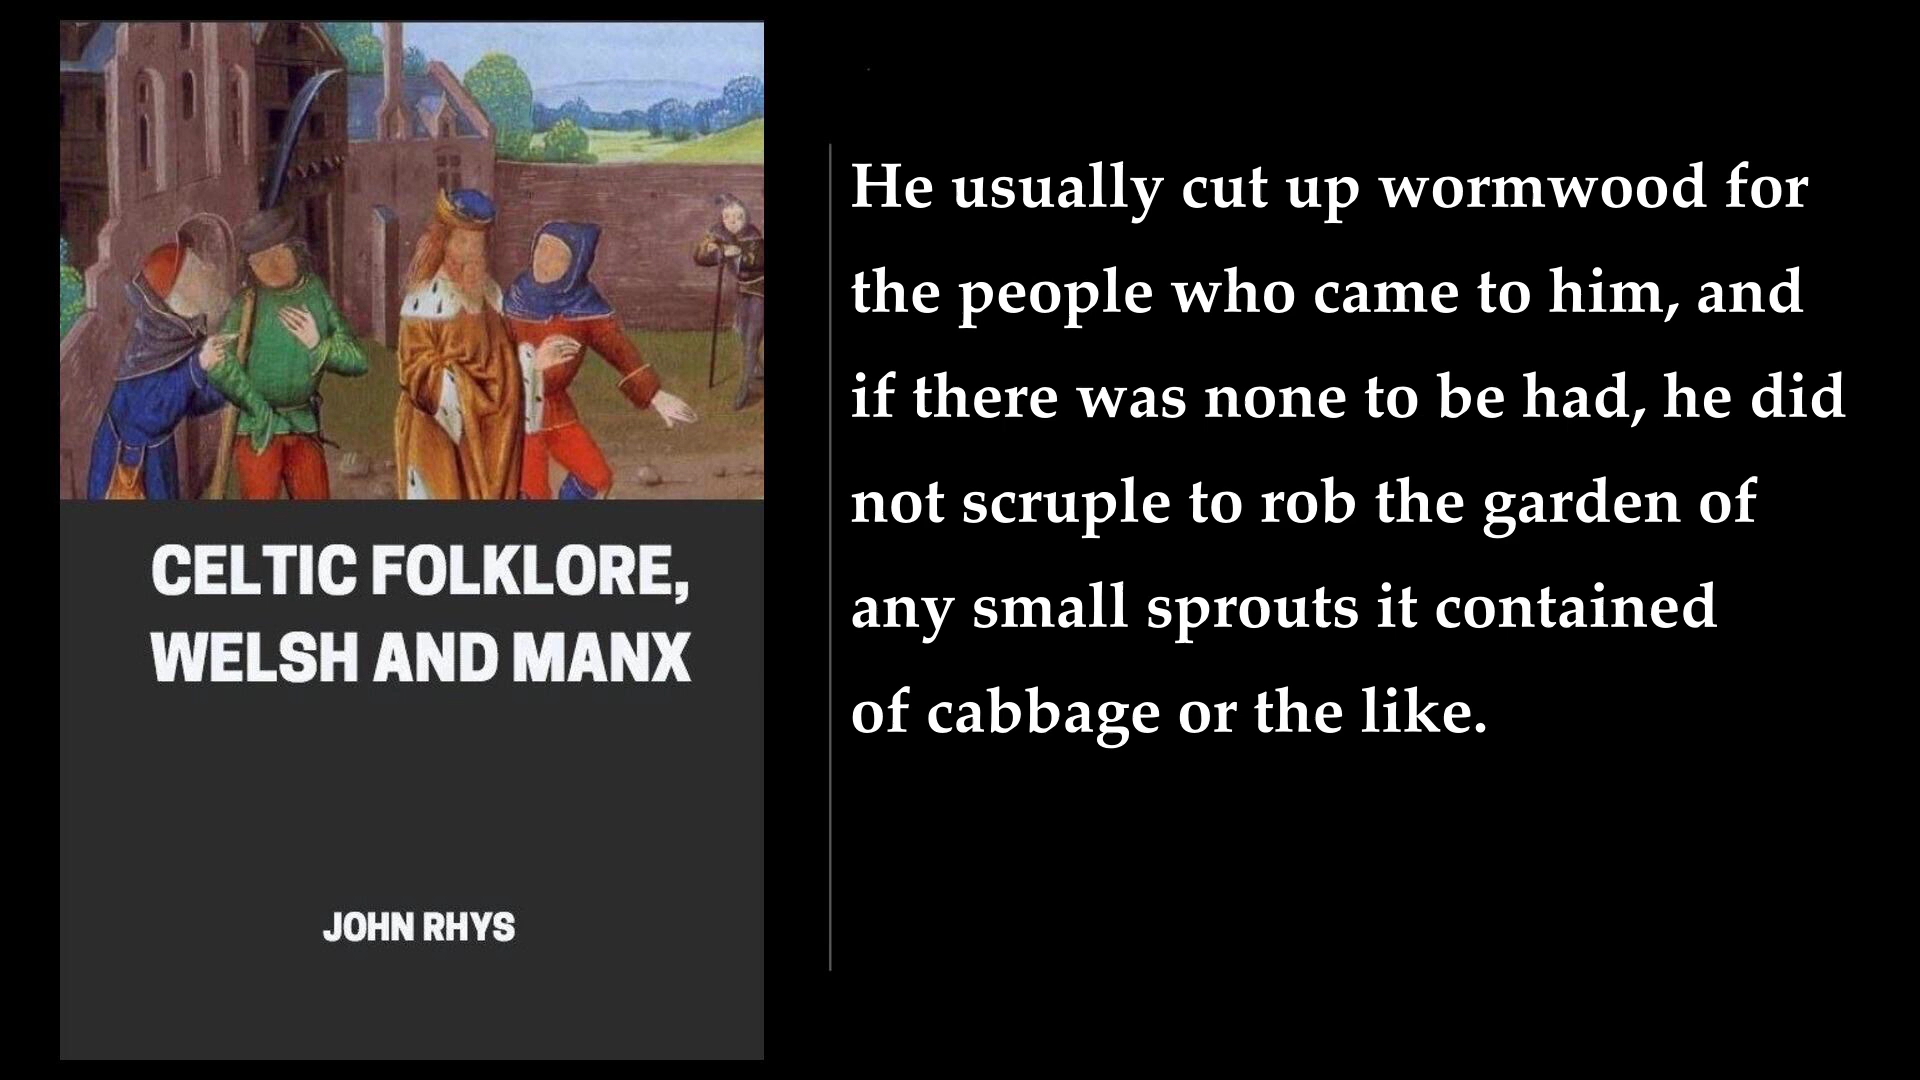 CELTIC FOLKLORE,
WELSH AND MANX
JOHN RHYS
He usually cut up wormwood for
the people who came to him, and
if there was none to be had, he did
not scruple to rob the garden of
any small sprouts it contained
of cabbage or the like.